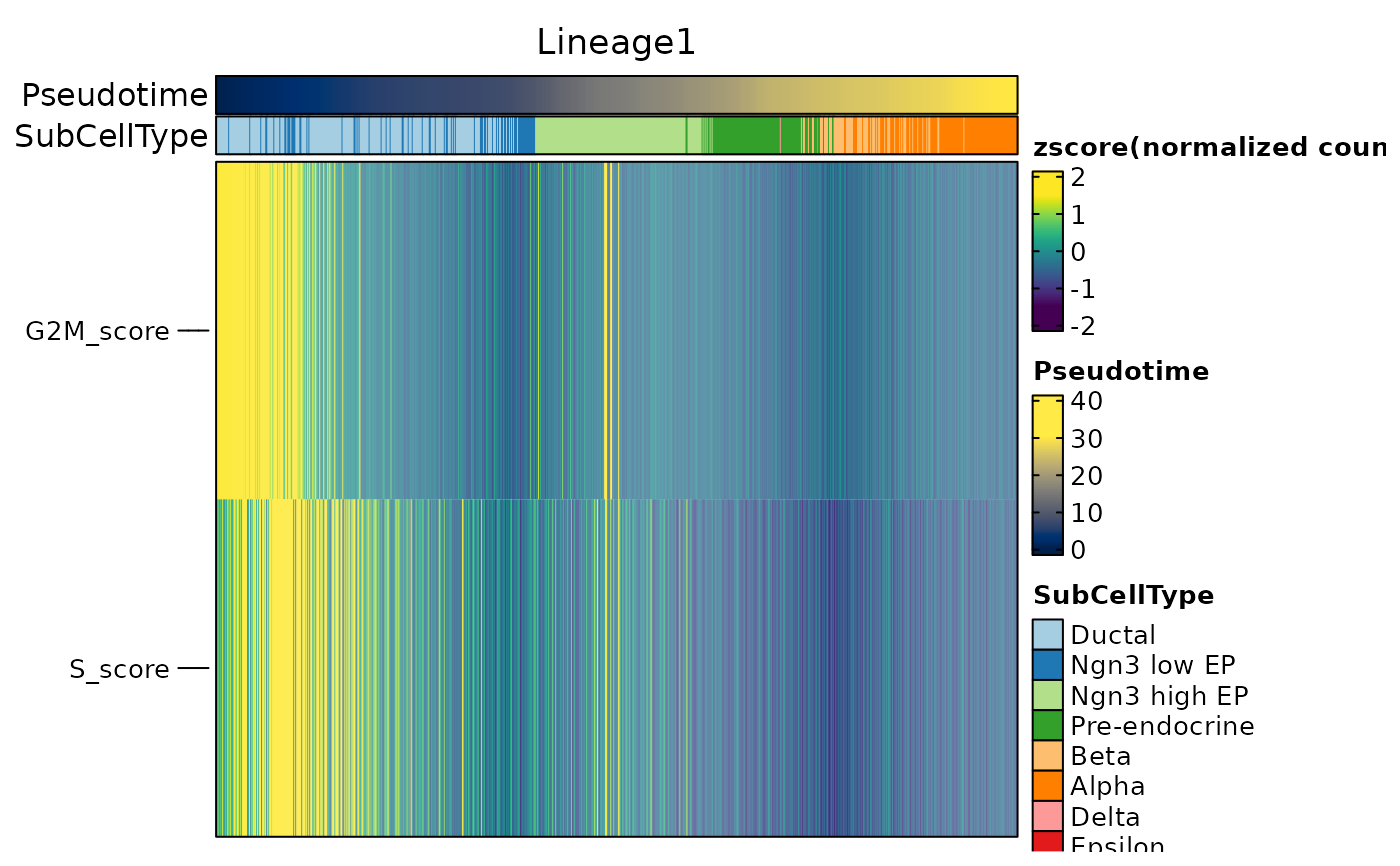 Lineage1
Pseudotime
SubCellType
G2M_score
S_score
zscore(normalized coun
2
1
0
-1
-2
Pseudotime
40
30
20
10
0
SubCellType
Ductal
Ngn3 low EP
Ngn3 high EP
Pre-endocrine
Beta
Alpha
Delta
Epsilon